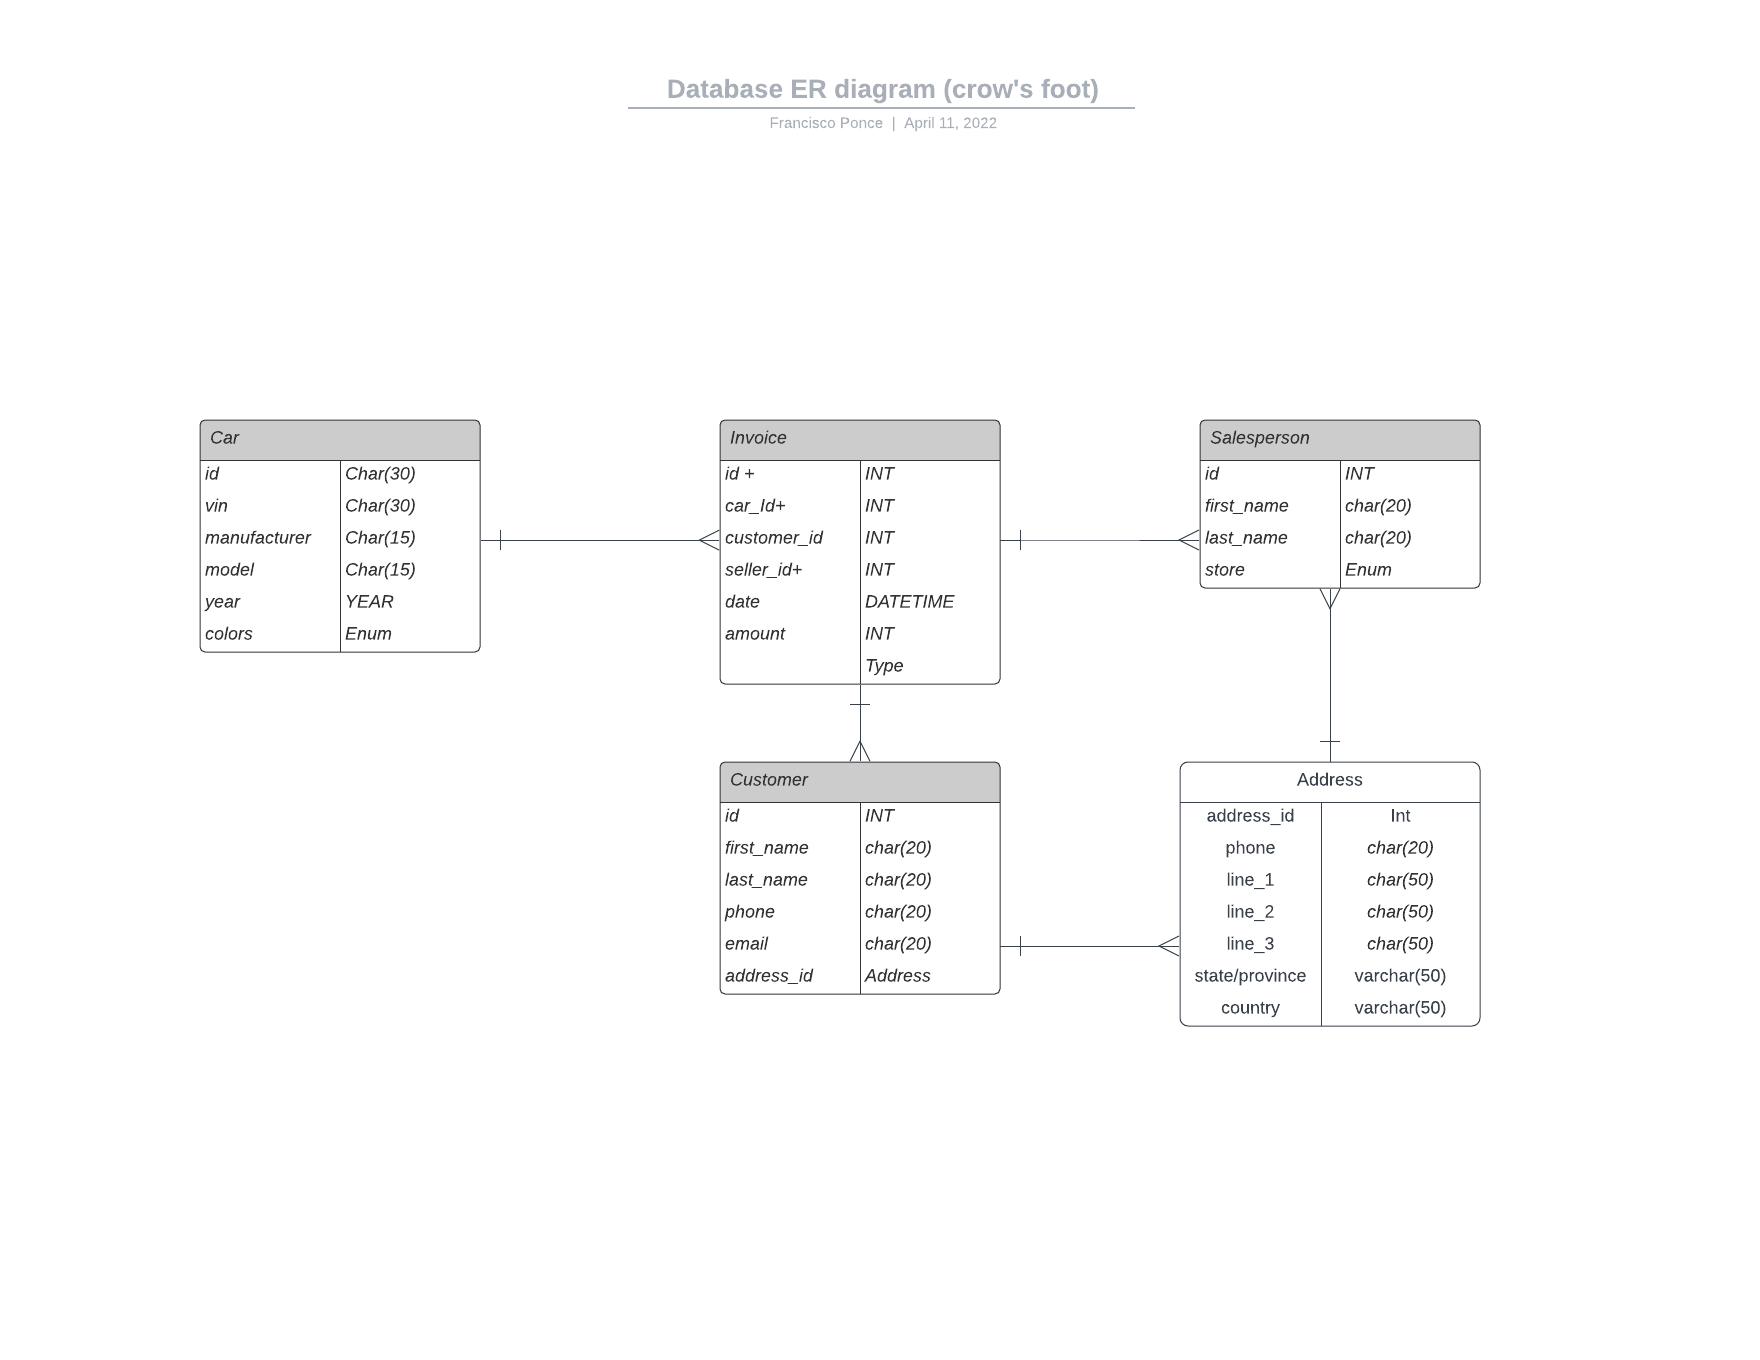 Database ER diagram (crow's foot)
Francisco Ponce | April 11, 2022
Car
id Char(30)
vin Char(30)
manufacturer Char(15)
model Char(15)
year YEAR
colors Enum
Invoice
id + INT
car_Id+ INT
customer_id INT
seller_id+ INT
date DATETIME
amount INT
Type
Salesperson
id INT
first_name char(20)
last_name char(20)
store Enum
Customer
id INT
first_name char(20)
last_name char(20)
phone char(20)
email char(20)
address_id Address
Address
address_id Int
phone char(20)
line_1 char(50)
line_2 char(50)
line_3 char(50)
state/province varchar(50)
country varchar(50)